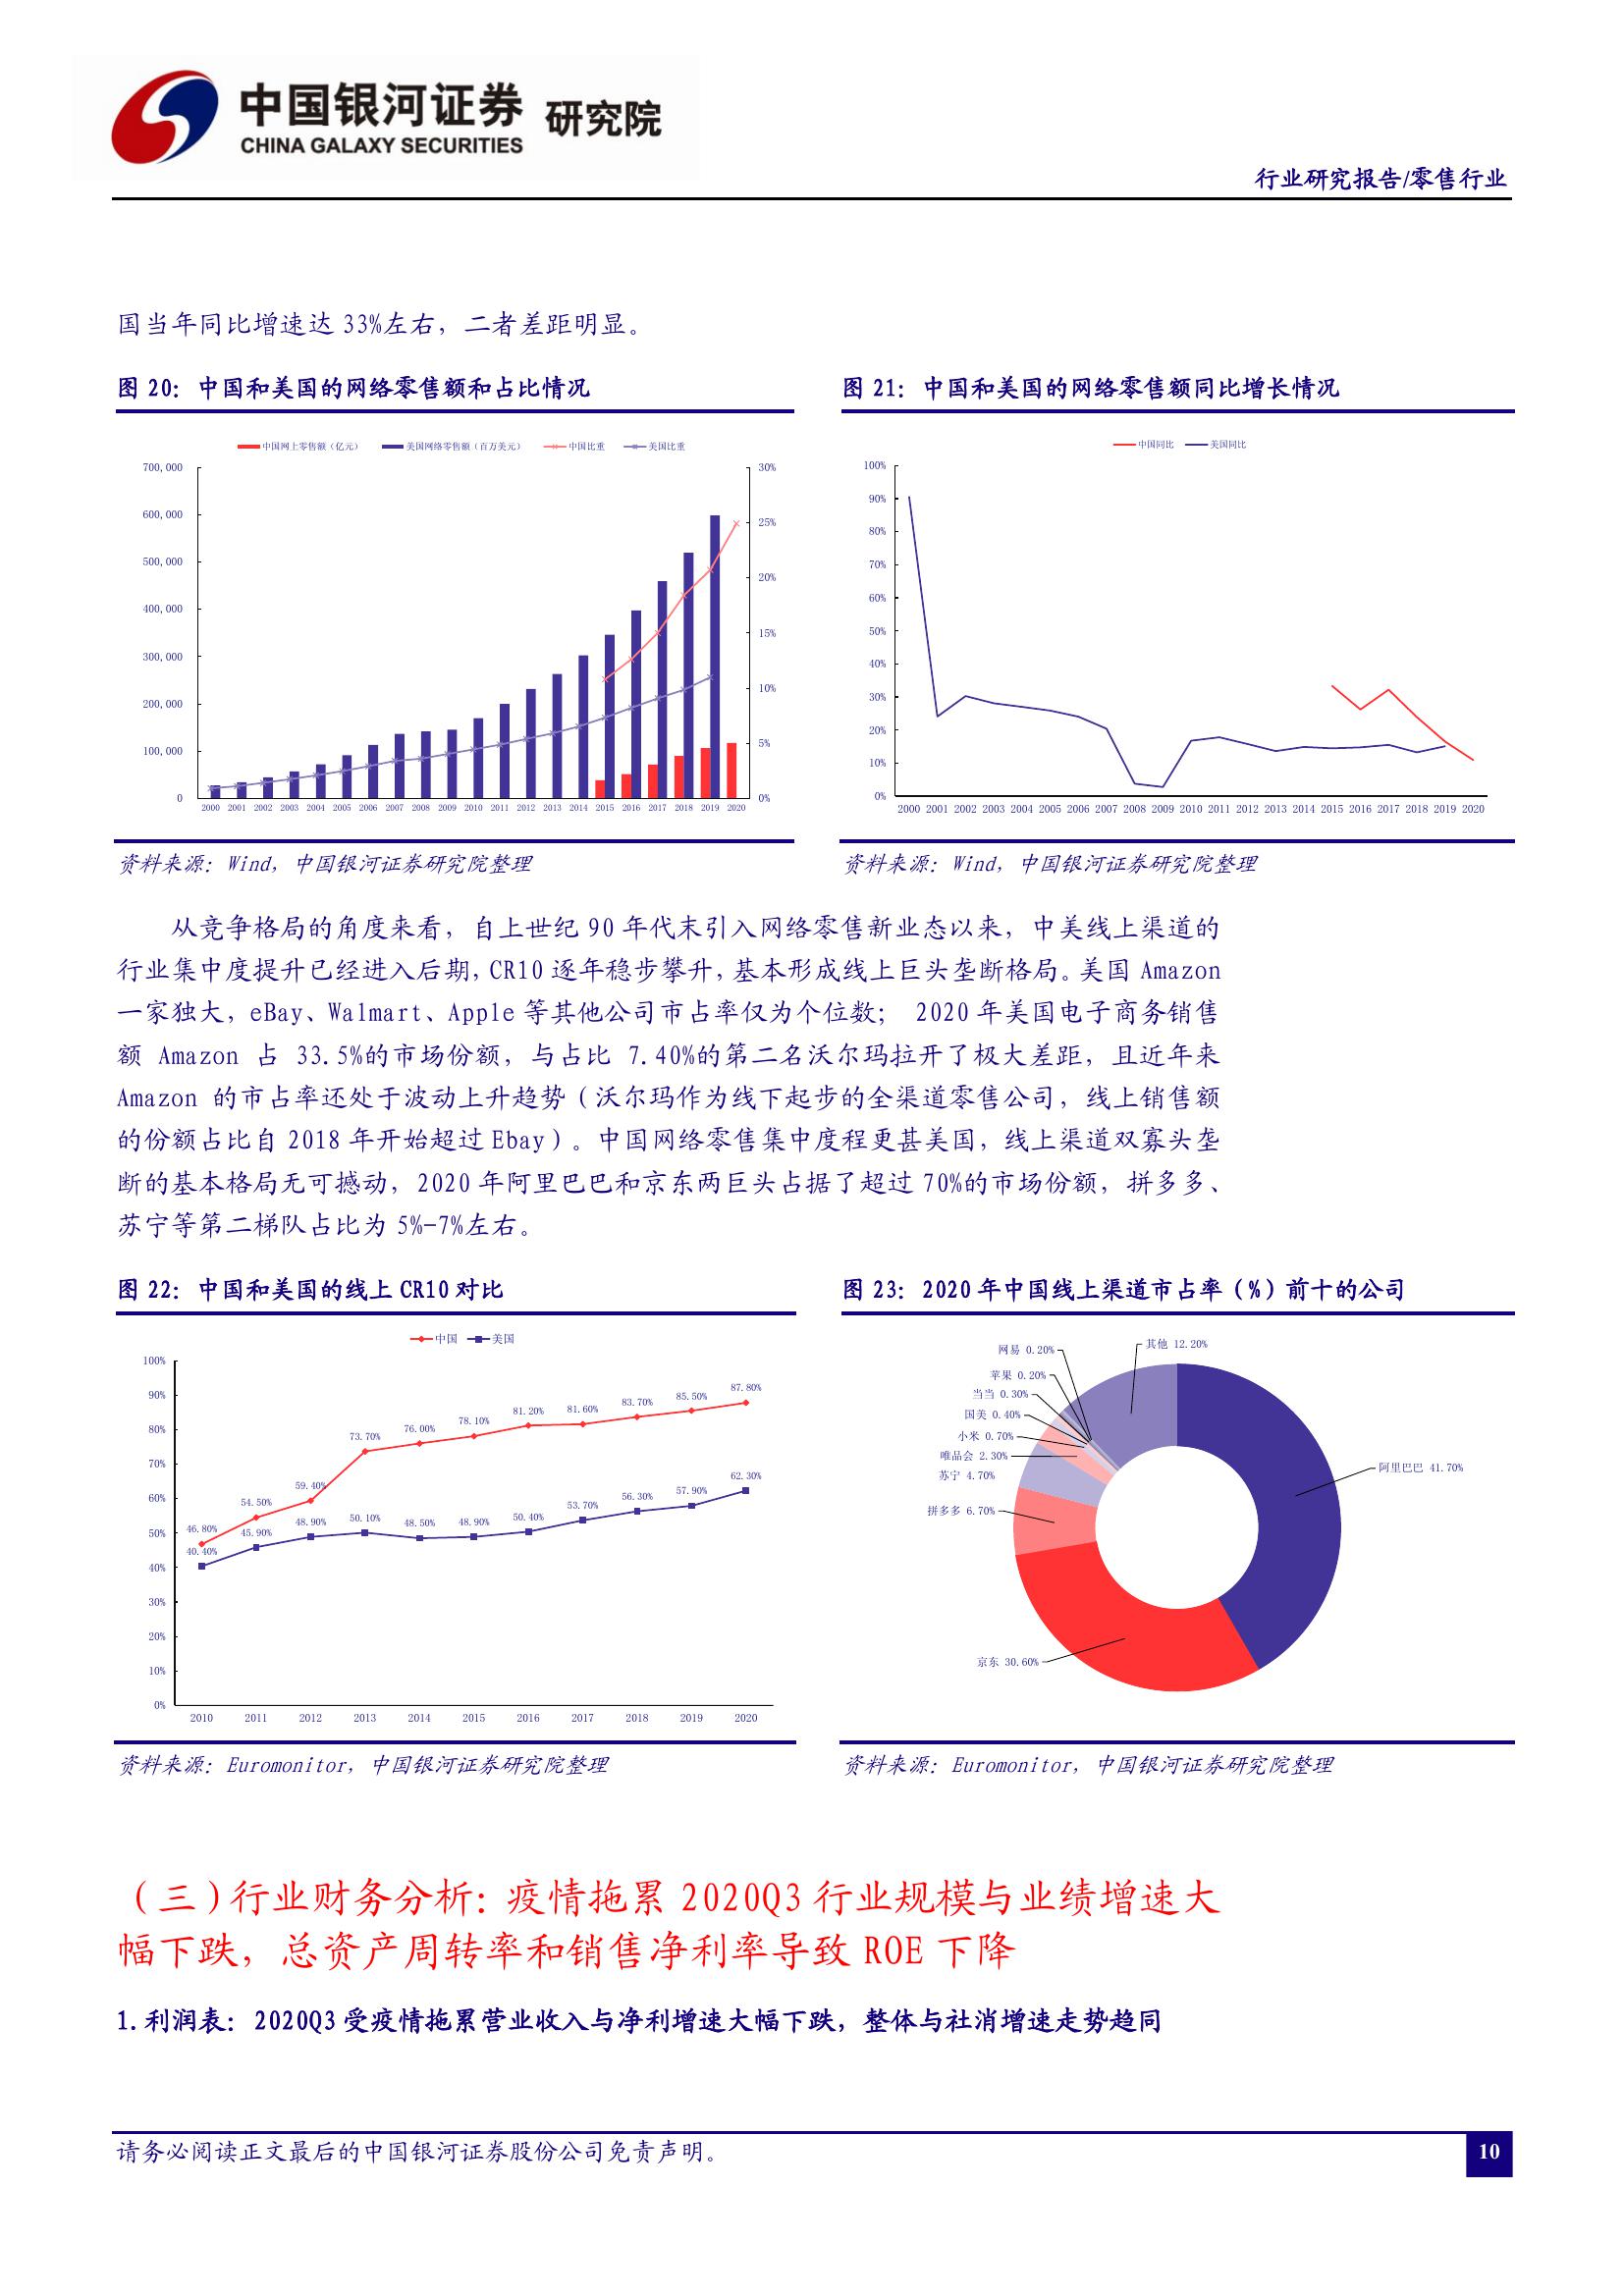 中国银河证券 研究院
CHINA GALAXY SECURITIES
行业研究报告/零售行业
国当年同比增速达 33%左右，二者差距明显。
图 20：中国和美国的网络零售额和占比情况
中国网上零售额（亿元） 美国网络零售额（百万美元） 中国比重 美国比重
700,000 30%
600,000 25%
500,000 20%
400,000
300,000 15%
200,000 10%
100,000 5%
0 0%
2000 2001 2002 2003 2004 2005 2006 2007 2008 2009 2010 2011 2012 2013 2014 2015 2016 2017 2018 2019 2020
资料来源：Wind，中国银河证券研究院整理
图 21：中国和美国的网络零售额同比增长情况
中国同比 美国同比
100%
90%
80%
70%
60%
50%
40%
30%
20%
10%
0%
2000 2001 2002 2003 2004 2005 2006 2007 2008 2009 2010 2011 2012 2013 2014 2015 2016 2017 2018 2019 2020
资料来源：Wind，中国银河证券研究院整理
从竞争格局的角度来看，自上世纪 90 年代末引入网络零售新业态以来，中美线上渠道的
行业集中度提升已经进入后期，CR10 逐年稳步攀升，基本形成线上巨头垄断格局。美国 Amazon
一家独大，eBay、Walmart、Apple 等其他公司市占率仅为个位数； 2020 年美国电子商务销售
额 Amazon 占 33.5%的市场份额，与占比 7.40%的第二名沃尔玛拉开了极大差距，且近年来
Amazon 的市占率还处于波动上升趋势（沃尔玛作为线下起步的全渠道零售公司，线上销售额
的份额占比自 2018 年开始超过 Ebay）。中国网络零售集中度程更甚美国，线上渠道双寡头垄
断的基本格局无可撼动，2020 年阿里巴巴和京东两巨头占据了超过 70%的市场份额，拼多多、
苏宁等第二梯队占比为 5%-7%左右。
图 22：中国和美国的线上 CR10 对比
中国 美国
100%
90%
80%
70%
60%
50%
40%
30%
20%
10%
0%
46.80% 54.50% 59.40% 73.70% 76.00% 78.10% 81.20% 81.60% 83.70% 85.50% 87.80%
40.40% 45.90% 48.90% 50.10% 48.50% 48.90% 50.40% 53.70% 56.30% 57.90% 62.30%
2010 2011 2012 2013 2014 2015 2016 2017 2018 2019 2020
资料来源：Euromonitor，中国银河证券研究院整理
图 23：2020 年中国线上渠道市占率（%）前十的公司
其他 12.20%
网易 0.20%
苹果 0.20%
当当 0.30%
国美 0.40%
小米 0.70%
唯品会 2.30%
苏宁 4.70%
阿里巴巴 41.70%
拼多多 6.70%
京东 30.60%
资料来源：Euromonitor，中国银河证券研究院整理
（三）行业财务分析：疫情拖累 2020Q3 行业规模与业绩增速大
幅下跌，总资产周转率和销售净利率导致 ROE 下降
1.利润表：2020Q3 受疫情拖累营业收入与净利增速大幅下跌，整体与社消增速走势趋同
请务必阅读正文最后的中国银河证券股份公司免责声明。
10